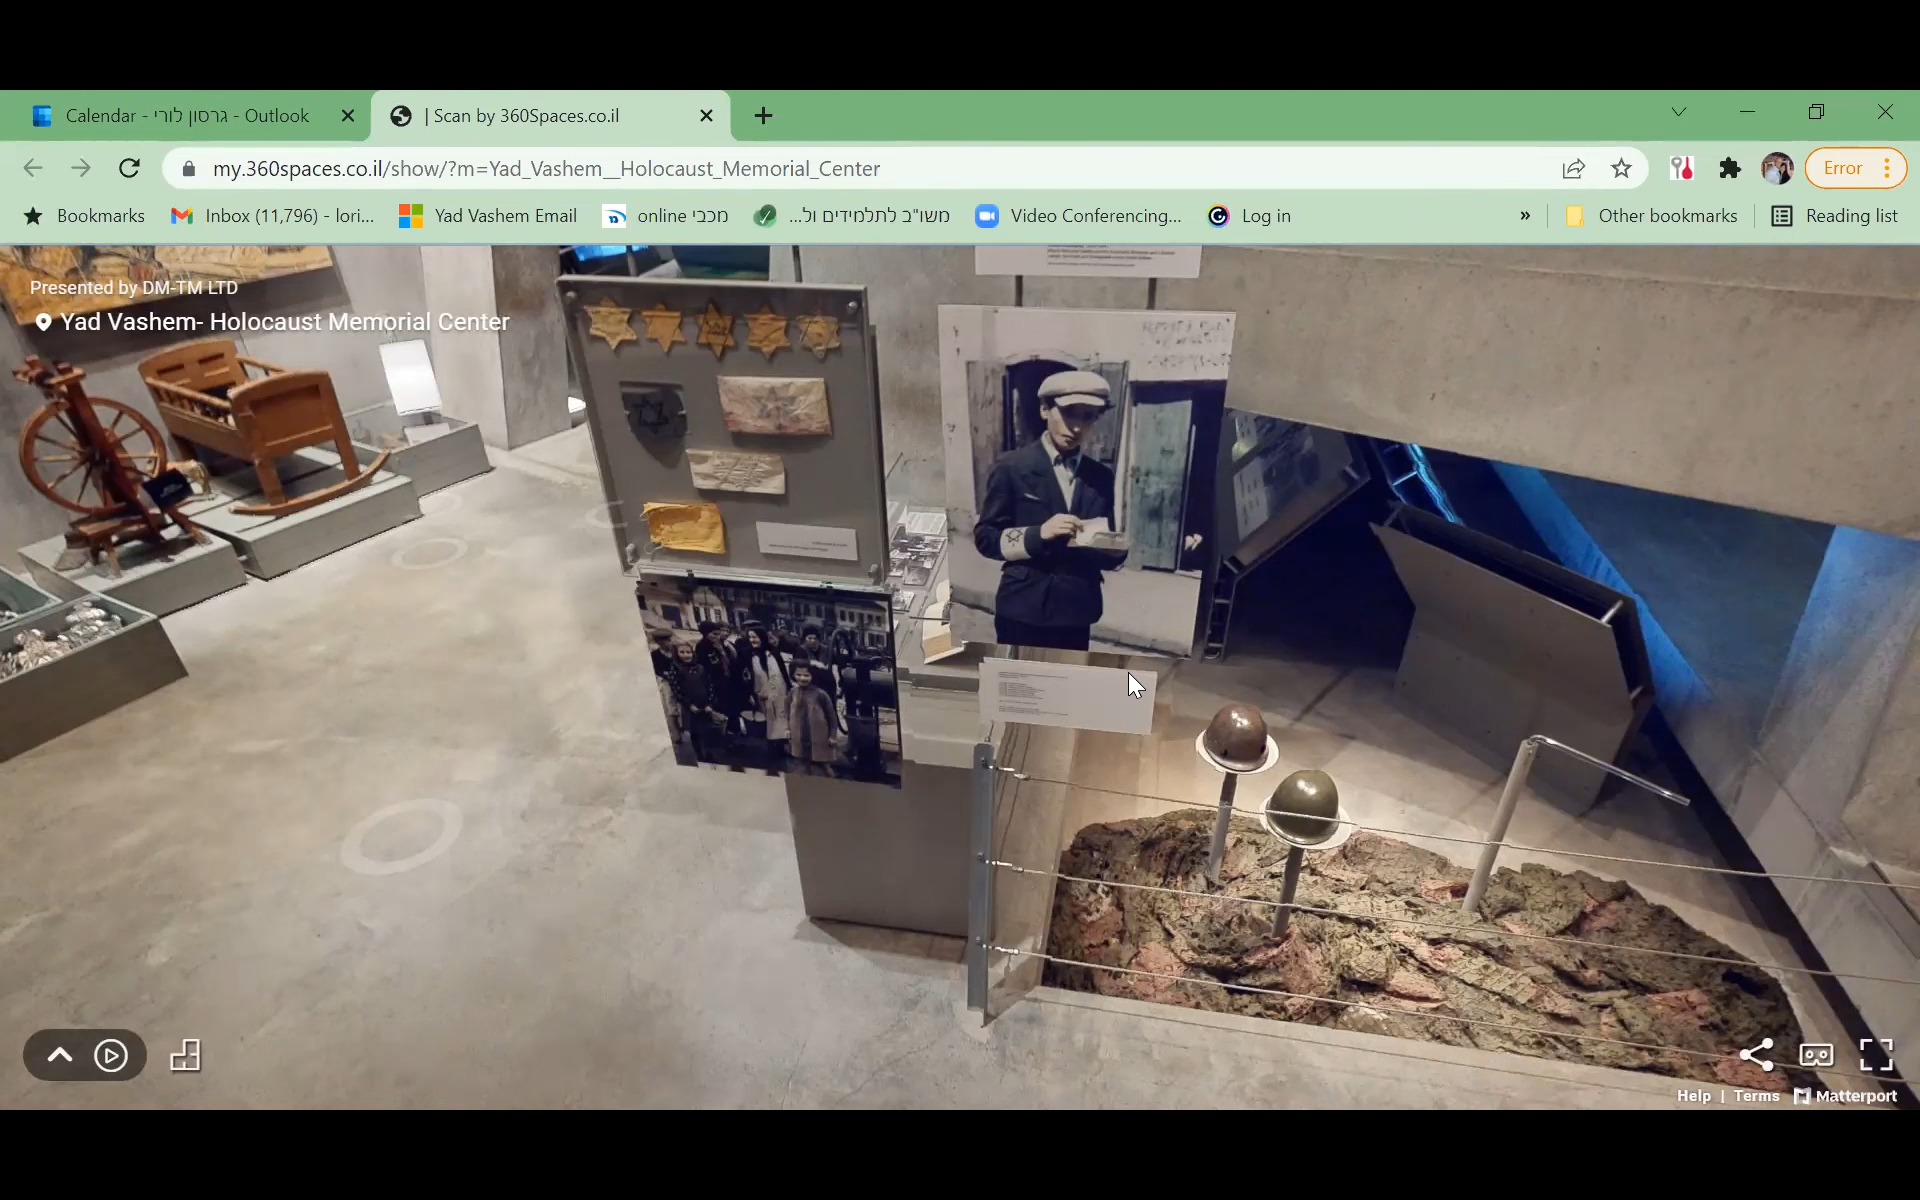 Calendar - גרסון לורי - Outlook
| Scan by 360Spaces.co.il
my.360spaces.co.il/show/?m=Yad_Vashem__Holocaust_Memorial_Center
Error
Bookmarks
Inbox (11,796) - lori...
Yad Vashem Email
מכבי online
משו"ב לתלמידים ול...
Video Conferencing...
Log in
»
Other bookmarks
Reading list
Presented by DM-TM LTD
Yad Vashem- Holocaust Memorial Center
Help | Terms
Matterport